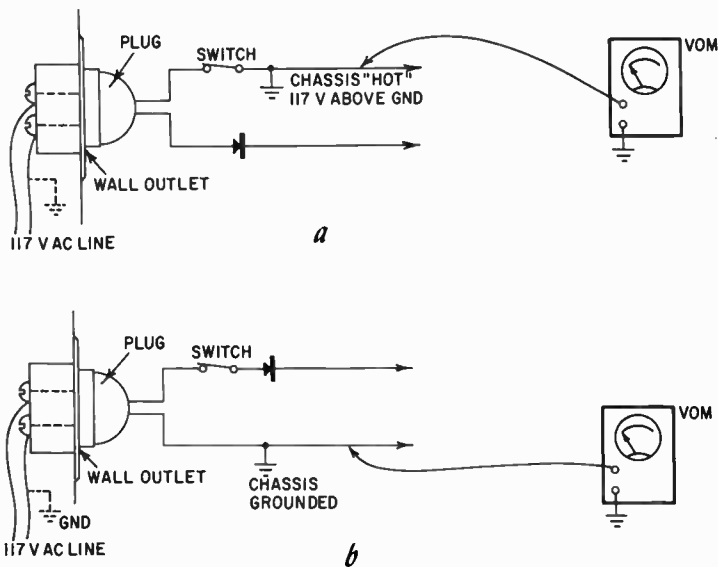 PLUG
SWITCH
VOM
CHASSIS "HOT"
117 V ABOVE GND
WALL OUTLET
117 V AC LINE
a
PLUG
SWITCH
VOM
WALL OUTLET
CHASSIS
GROUNDED
GND
117 V AC LINE
b